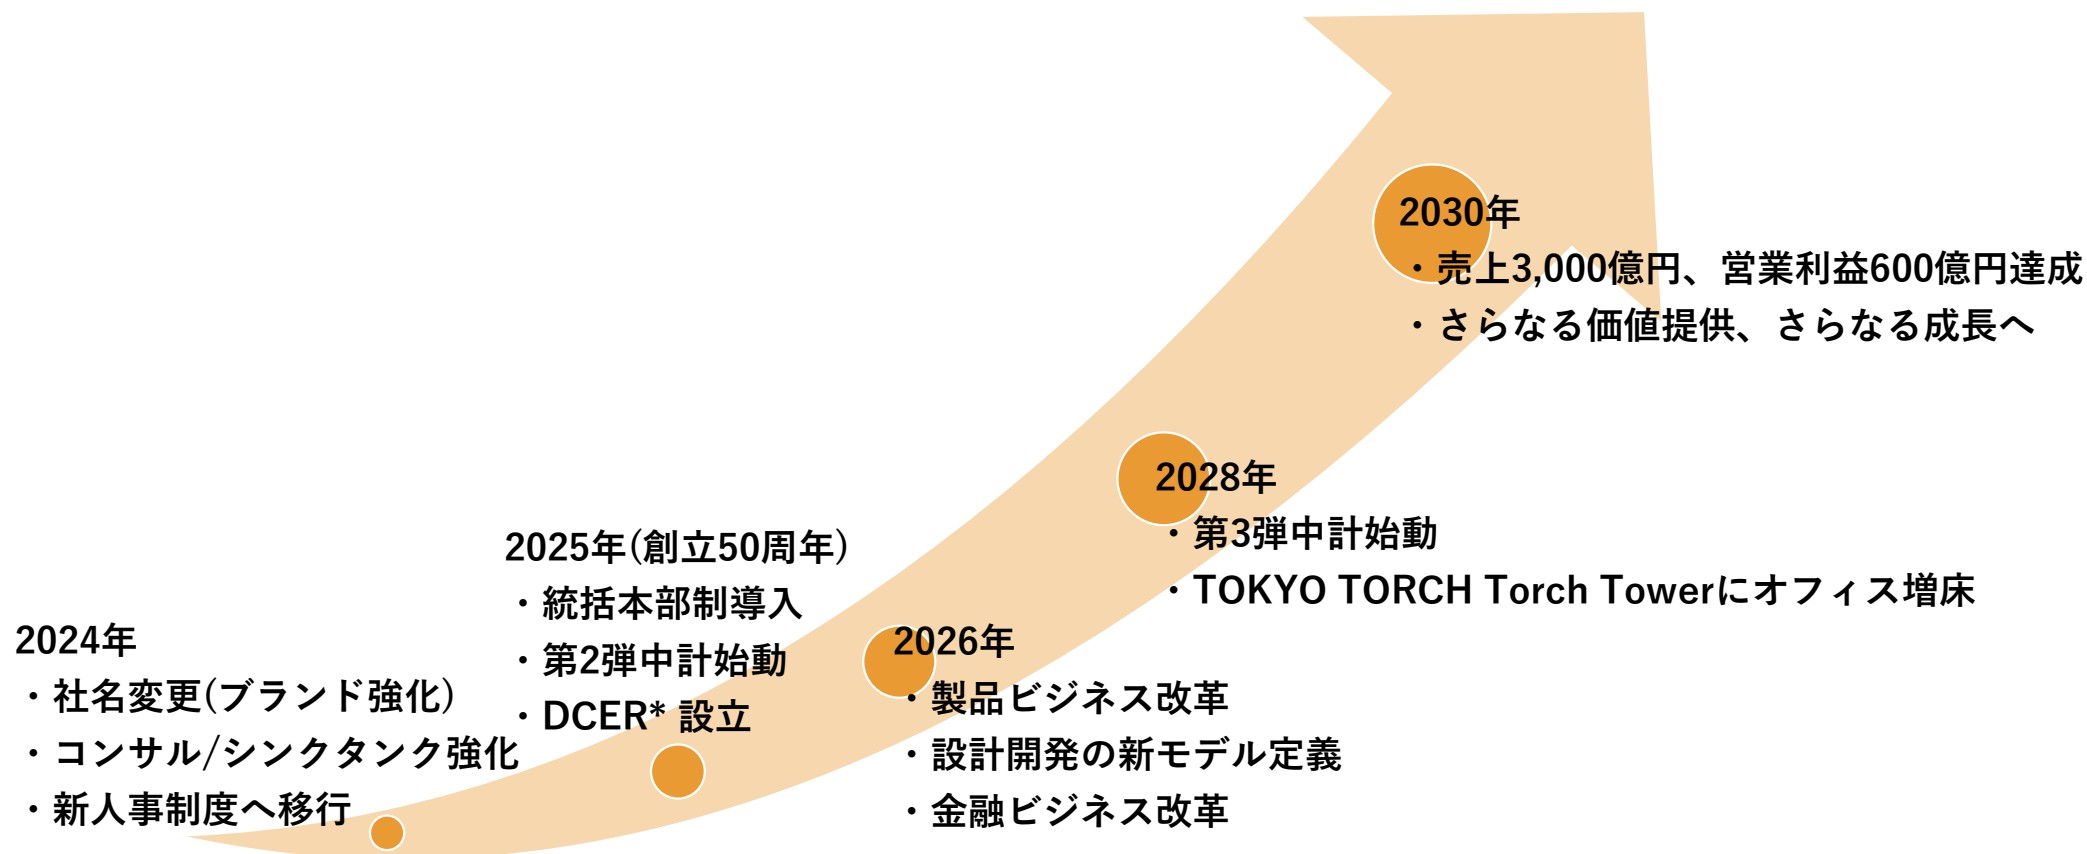 2024年
・社名変更(ブランド強化)
・コンサル/シンクタンク強化
・新人事制度へ移行
2025年(創立50周年)
・統括本部制導入
・第2弾中計始動
・DCER* 設立
2026年
・製品ビジネス改革
・設計開発の新モデル定義
・金融ビジネス改革
2028年
・第3弾中計始動
・TOKYO TORCH Torch Towerにオフィス増床
2030年
・売上3,000億円、営業利益600億円達成
・さらなる価値提供、さらなる成長へ